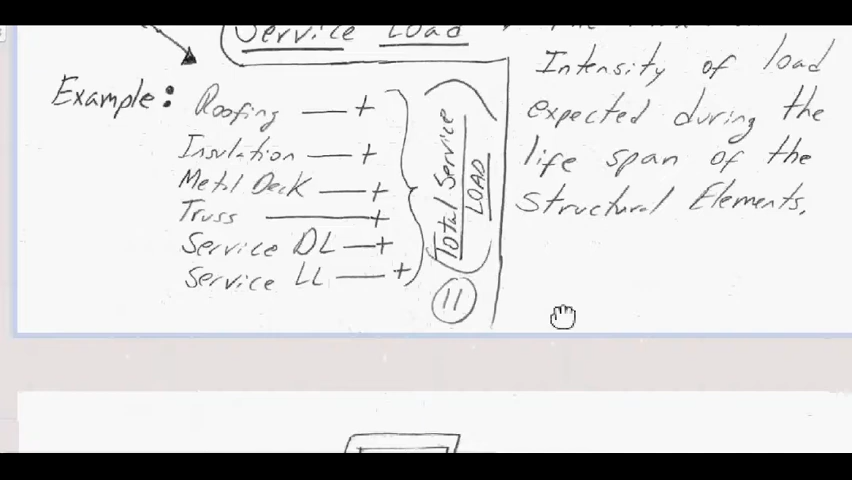 Service Load
Intensity of load
expected during the
life span of the
Structural Elements.
Example:
Roofing — +
Insulation — +
Metal Deck — +
Truss — +
Service DL — +
Service LL — +
Total Service
LOAD
11